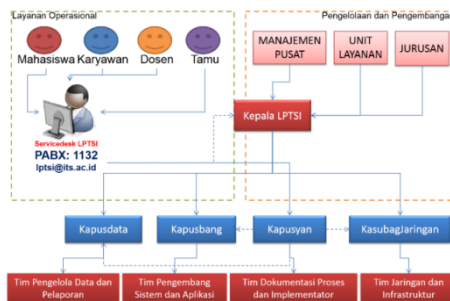 Layanan Operasional
Pengelolaan dan Pengembanga
Mahasiswa
Karyawan
Dosen
Tamu
MANAJEMEN
PUSAT
UNIT
LAYANAN
JURUSAN
Servicedesk LPTSI
PABX: 1132
lptsi@its.ac.id
Kepala LPTSI
Kapusdata
Kapusbang
Kapusyan
KasubagJaringan
Tim Pengelola Data dan
Pelaporan
Tim Pengembang
Sistem dan Aplikasi
Tim Dokumentasi Proses
dan Implementator
Tim Jaringan dan
Infrastruktur